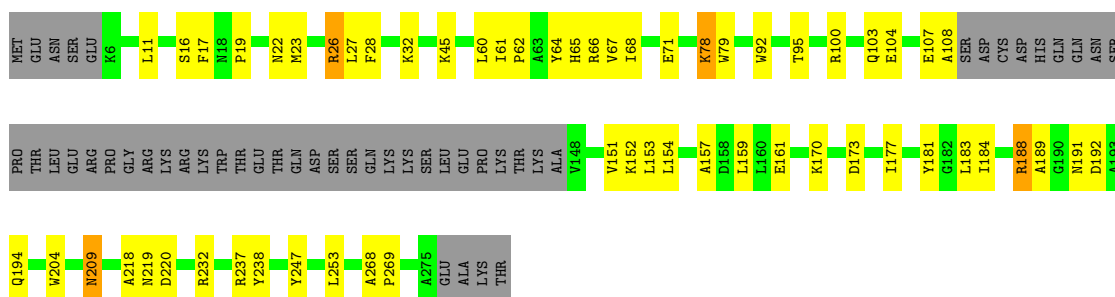 MET GLU ASN SER GLU K6 L11 S16 F17 N18 P19 N22 M23 R26 L27 F28 K32 K45 L60 I61 P62 A63 Y64 H65 R66 V67 I68 E71 K78 W79 W92 T95 R100 Q103 E104 E107 A108 SER ASP CYS ASP HIS GLN GLN ASN SER
PRO THR LEU GLU ARG PRO GLY ARG LYS ARG LYS TRP THR THR GLU THR GLN ASP SER SER GLN LYS LYS SER LEU GLU PRO LYS THR LYS ALA V148 V151 K152 L153 L154 A157 D158 L159 L160 E161 K170 D173 I177 Y181 G182 L183 I184 R188 A189 G190 N191 D192 A193
Q194 W204 N209 A218 N219 D220 R232 R237 Y238 Y247 L253 A268 P269 A275 GLU ALA LYS THR